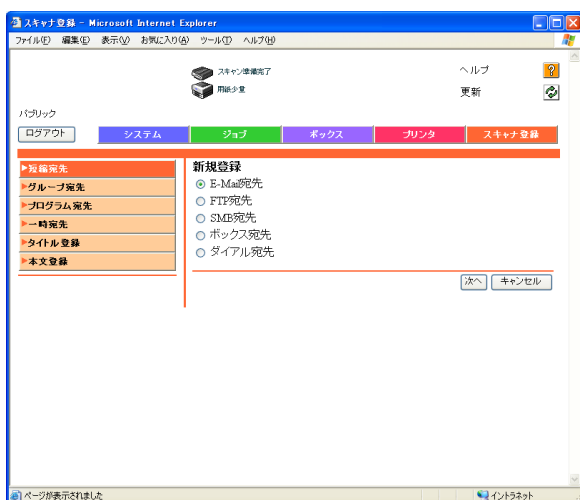 スキャナ登録 - Microsoft Internet Explorer
ファイル(F) 編集(E) 表示(V) お気に入り(A) ツール(T) ヘルプ(H)
スキャン準備完了
ヘルプ
?
用紙少量
更新
パブリック
ログアウト
システム
ジョブ
ボックス
プリンタ
スキャナ登録
短縮宛先
グループ宛先
プログラム宛先
一時宛先
タイトル登録
本文登録
新規登録
E-Mail宛先
FTP宛先
SMB宛先
ボックス宛先
ダイアル宛先
次へ
キャンセル
ページが表示されました
イントラネット